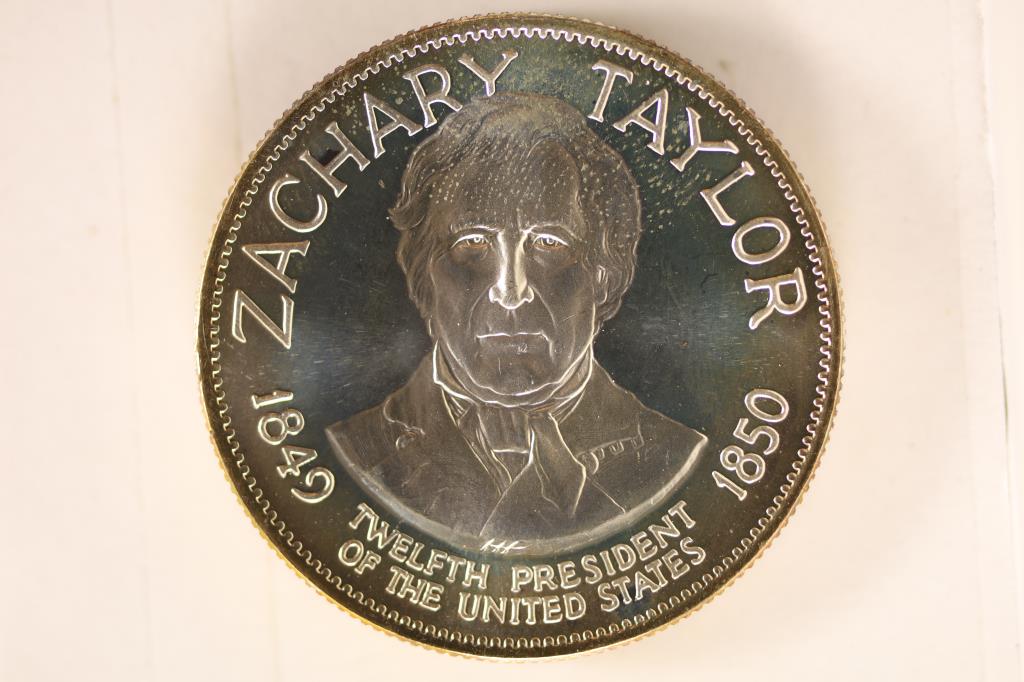 ZACHARY TAYLOR
1849 1850
TWELFTH PRESIDENT
OF THE UNITED STATES